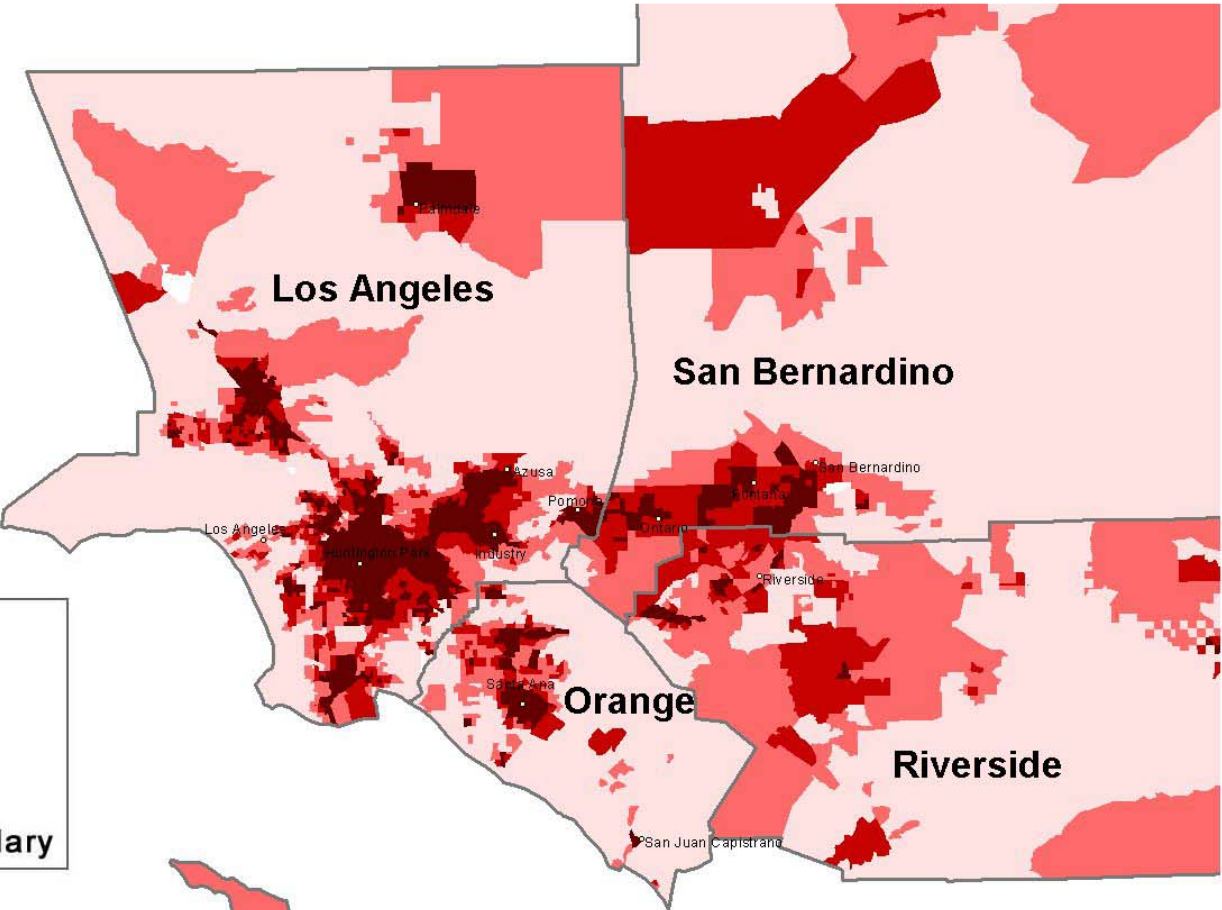 Palmdale
Los Angeles
San Bernardino
Azusa
San Bernardino
Pomona
Fontana
Ontario
Los Angeles
Huntington Park
Industry
Riverside
Santa Ana
Orange
Riverside
San Juan Capistrano
lary